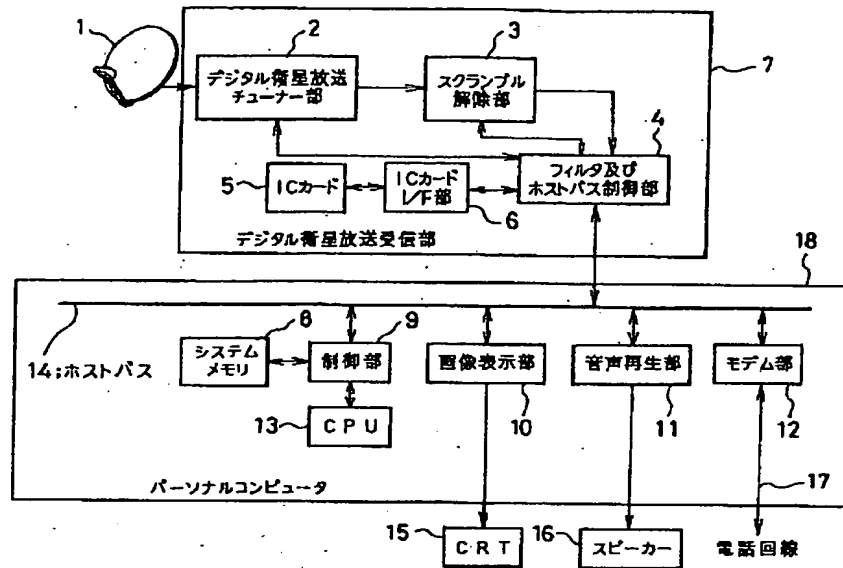 1
2
デジタル衛星放送
チューナー部
3
スクランブル
解除部
7
4
フィルタ及び
ホストバス制御部
5
ICカード
ICカード
I/F部
6
デジタル衛星放送受信部
18
14;ホストバス
8
システム
メモリ
9
制御部
13
CPU
画像表示部
10
音声再生部
11
モデム部
12
パーソナルコンピュータ
17
15
CRT
16
スピーカー
電話回線